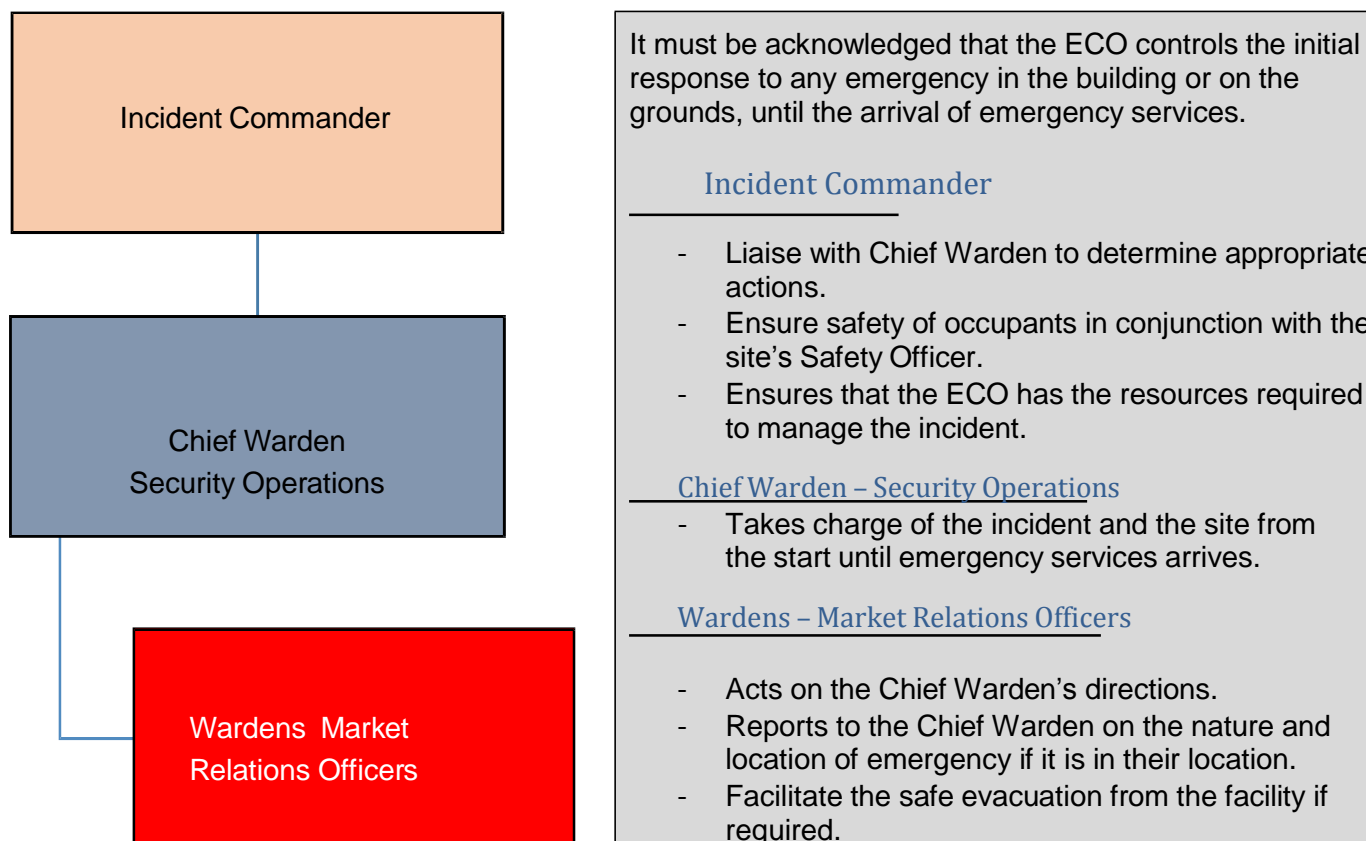 Incident Commander
Chief Warden
Security Operations
Wardens  Market
Relations Officers
It must be acknowledged that the ECO controls the initial
response to any emergency in the building or on the
grounds, until the arrival of emergency services.
Incident Commander
- Liaise with Chief Warden to determine appropriate
actions.
- Ensure safety of occupants in conjunction with the
site’s Safety Officer.
- Ensures that the ECO has the resources required
to manage the incident.
Chief Warden – Security Operations
- Takes charge of the incident and the site from
the start until emergency services arrives.
Wardens – Market Relations Officers
- Acts on the Chief Warden’s directions.
- Reports to the Chief Warden on the nature and
location of emergency if it is in their location.
- Facilitate the safe evacuation from the facility if
required.